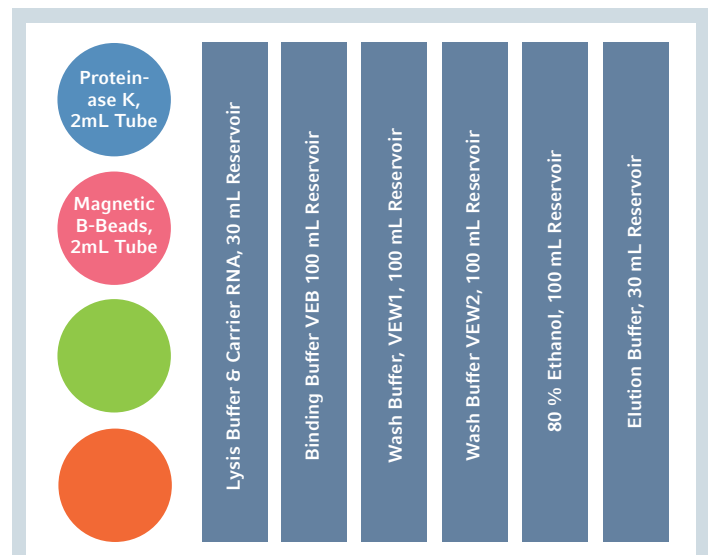 Protein-
ase K,
2mL Tube
Magnetic
B-Beads,
2mL Tube
Lysis Buffer & Carrier RNA, 30 mL Reservoir
Binding Buffer VEB 100 mL Reservoir
Wash Buffer, VEW1, 100 mL Reservoir
Wash Buffer VEW2, 100 mL Reservoir
80 % Ethanol, 100 mL Reservoir
Elution Buffer, 30 mL Reservoir